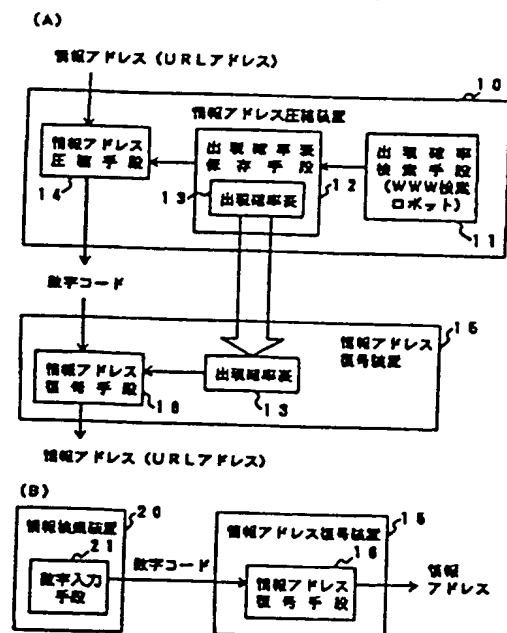 (A)
情報アドレス(URLアドレス)
10
情報アドレス圧縮装置
情報アドレス
圧縮手段
14
出現確率表
保存手段
13
出現確率表
12
出現確率
検索手段
(WWW検索
ロボット)
11
数字コード
15
情報アドレス
復号装置
情報アドレス
復号手段
16
出現確率表
13
情報アドレス(URLアドレス)
(B)
20
情報検索装置
21
数字入力
手段
数字コード
15
情報アドレス復号装置
16
情報アドレス
復号手段
情報
アドレス